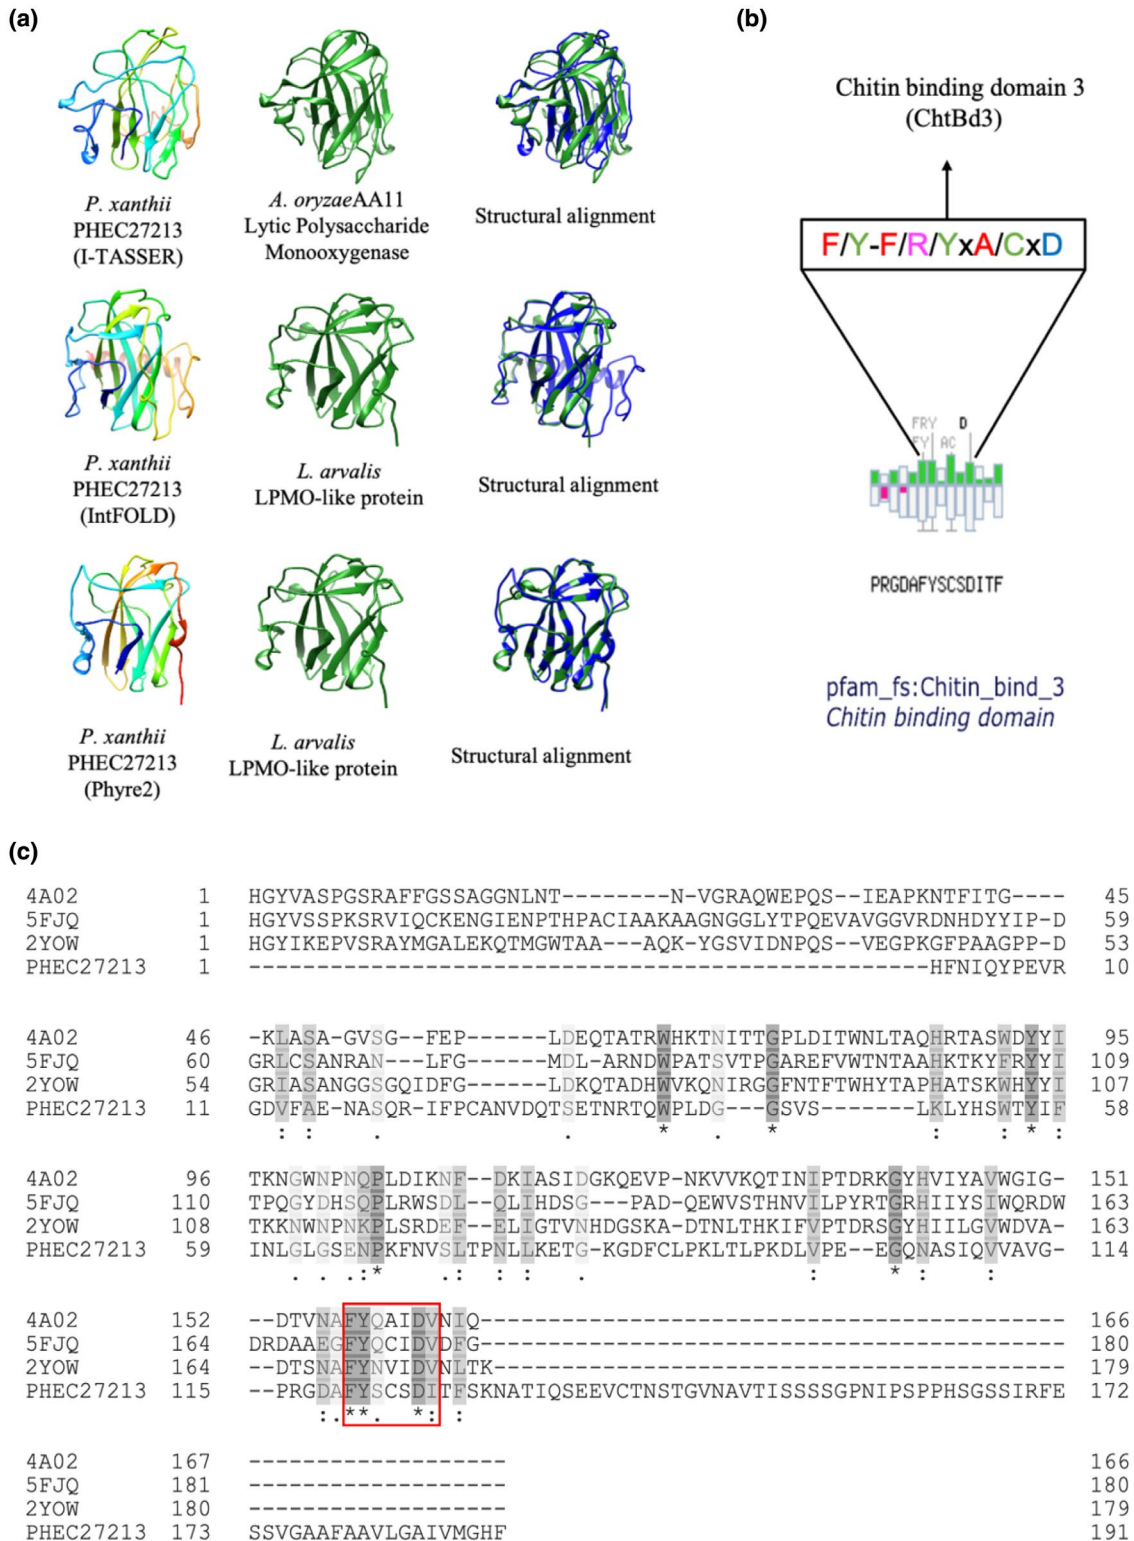 (a)
P. xanthii
PHEC27213
(I-TASSER)
A. oryzaeAA11
Lytic Polysaccharide
Monooxygenase
Structural alignment
P. xanthii
PHEC27213
(IntFOLD)
L. arvalis
LPMO-like protein
Structural alignment
P. xanthii
PHEC27213
(Phyre2)
L. arvalis
LPMO-like protein
Structural alignment
(b)
Chitin binding domain 3
(ChtBd3)
F/Y-F/R/YxA/CxD
FRY D
FY AC
PRGDAFYSCSDITF
pfam_fs:Chitin_bind_3
Chitin binding domain
(c)
4A02 1 HGYVASPGSRAFFGSSAGGNLNT--------N-VGRAQWEPQS--IEAPKNTFITG---- 45
5FJQ 1 HGYVSSPKSRVIQCKENGIENPTHPACIAAKAAGNGGLYTPQEVAVGGVRDNHDYYIP-D 59
2YOW 1 HGYIKEPVSRAYMGALEKQTMGWTAA---AQK-YGSVIDNPQS--VEGPKGFPAAGPP-D 53
PHEC27213 1 --------------------------------------------------HFNIQYPEVR 10
4A02 46 -KLASA-GVSG--FEP------LDEQTATRWHKTNITTGPLDITWNLTAQHRTASWDYYI 95
5FJQ 60 GRLCSANRAN---LFG------MDL-ARNDWPATSVTPGAREFVWTNTAAHKTKYFRYYI 109
2YOW 54 GRIASANGGSGQIDFG------LDKQTADHWVKQNIRGGFNTFTWHYTAPHATSKWHYYI 107
PHEC27213 11 GDVFAE-NASQR-IFPCANVDQTSETNRTQWPLDG---GSVS-------LKLYHSWTYIF 58
: : . . * . * : : * :
4A02 96 TKNGWNPNQPLDIKNF--DKIASIDGKQEVP-NKVVKQTINIPTDRKGYHVIYAVWGIG- 151
5FJQ 110 TPQGYDHSQPLRWSDL--QLIHDSG---PAD-QEWVSTHNVILPYRTGRHIIYSLWQRDW 163
2YOW 108 TKKNWNPNKPLSRDEF--ELIGTVNHDGSKA-DTNLTHKIFVPTDRSGYHIILGVWDVA- 163
PHEC27213 59 INLGLGSENPKFNVSLTPNLLKETG-KGDFCLPKLTLPKDLVPE--EGQNASIQVVAVG- 114
. . .:* .: : : . : * : :
4A02 152 --DTVNAFYQAIDVNIQ------------------------------------------- 166
5FJQ 164 DRDAAEGFYQCIDVDFG------------------------------------------- 180
2YOW 164 --DTSNAFYNVIDVNLTK------------------------------------------ 179
PHEC27213 115 --PRGDAFYSCSDITFSKNATIQSEEVCTNSTGVNAVTISSSSSGPNIPSPPHSGSSIRFE 172
:.**. *: :
4A02 167 ------------------- 166
5FJQ 181 ------------------- 180
2YOW 180 ------------------- 179
PHEC27213 173 SSVGAAFAAVLGAIVMGHF 191